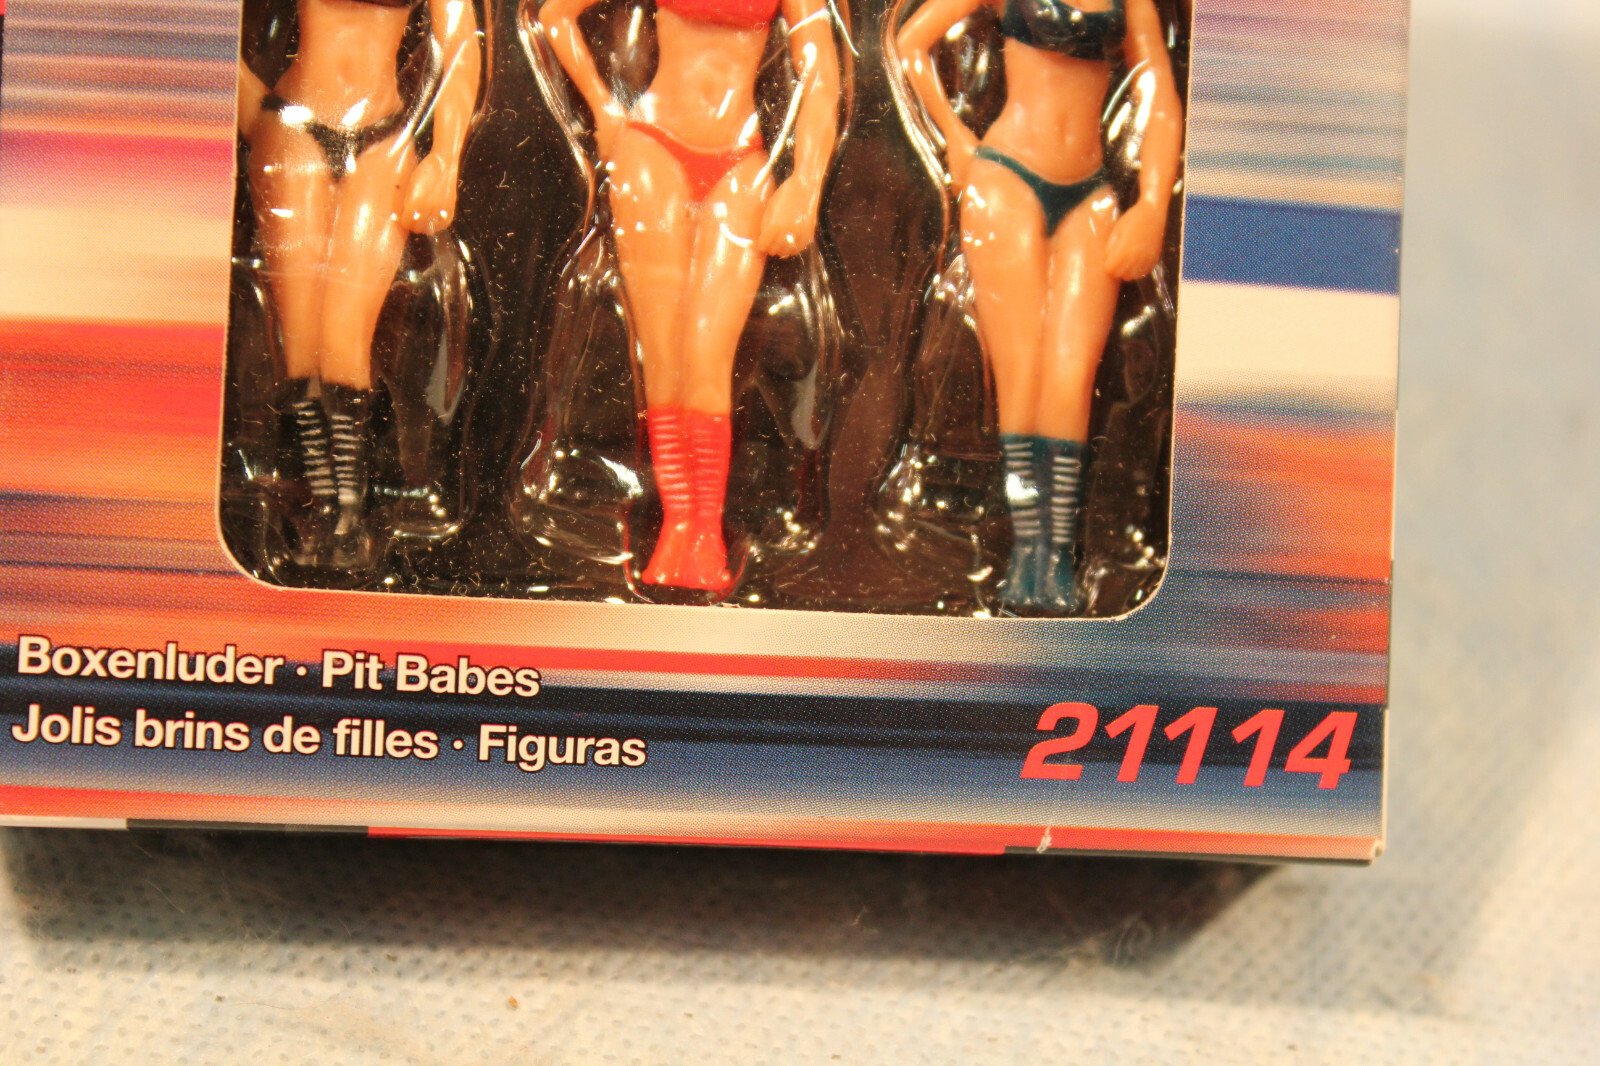 Boxenluder · Pit Babes
Jolis brins de filles · Figuras
21114